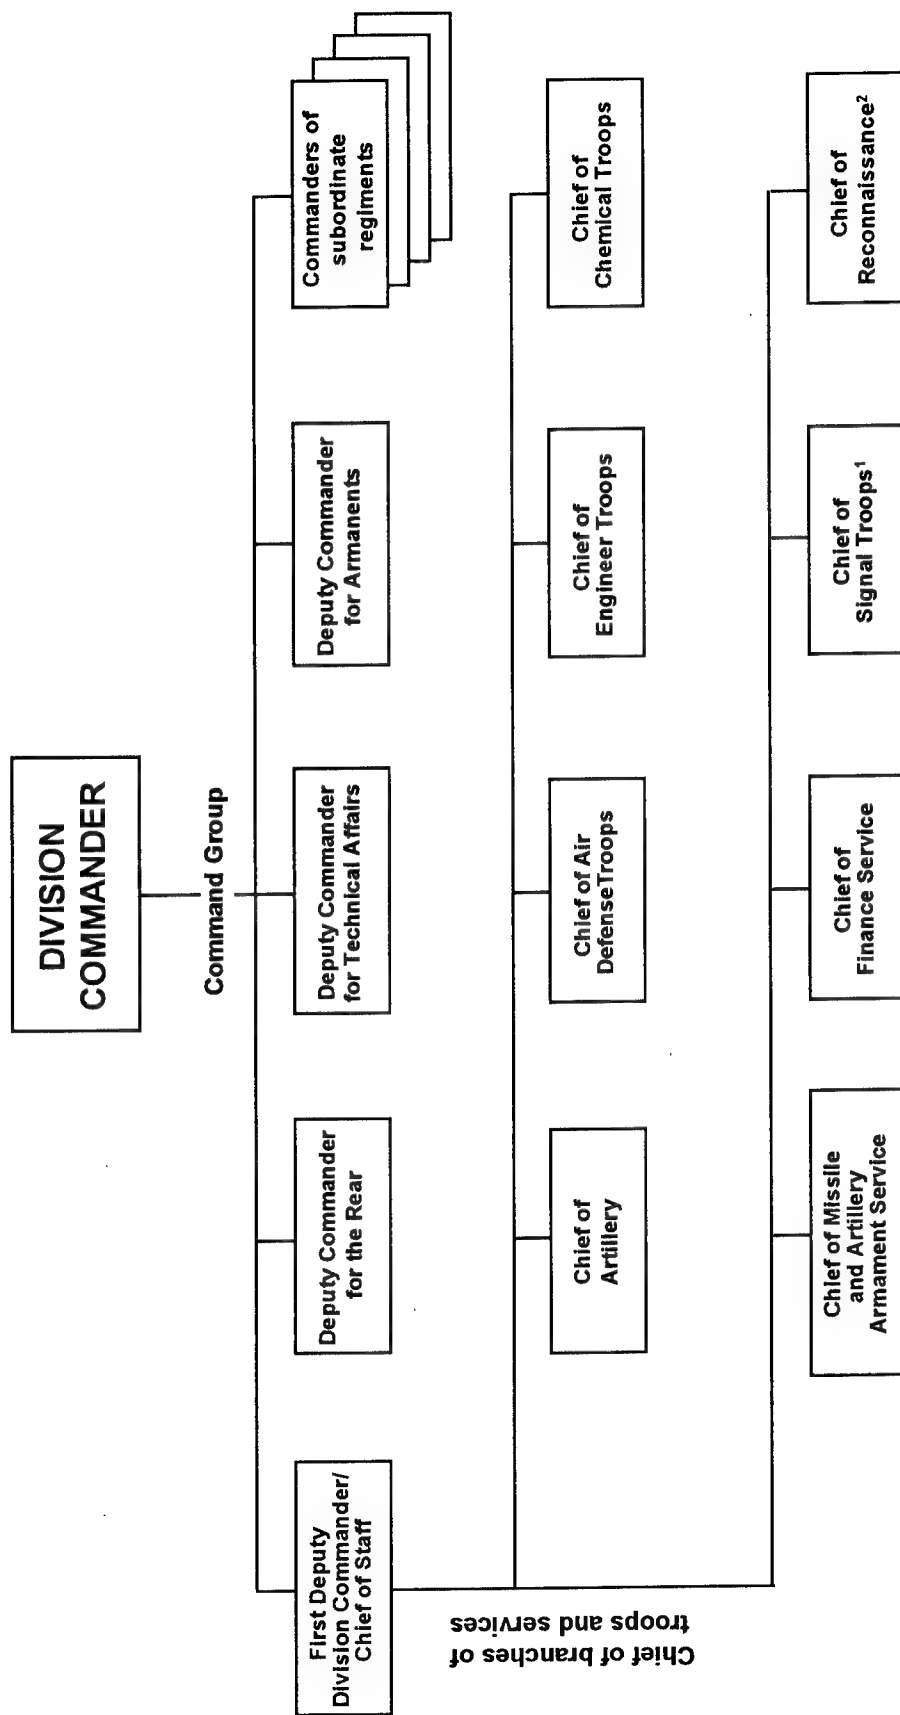 DIVISION
COMMANDER
Command Group
First Deputy
Division Commander/
Chief of Staff
Deputy Commander
for the Rear
Deputy Commander
for Technical Affairs
Deputy Commander
for Armanents
Commanders of
subordinate
regiments
Chief of branches of
troops and services
Chief of
Artillery
Chief of Air
DefenseTroops
Chief of
Engineer Troops
Chief of
Chemical Troops
Chief of Missile
and Artillery
Armament Service
Chief of
Finance Service
Chief of
Signal Troops¹
Chief of
Reconnaissance²